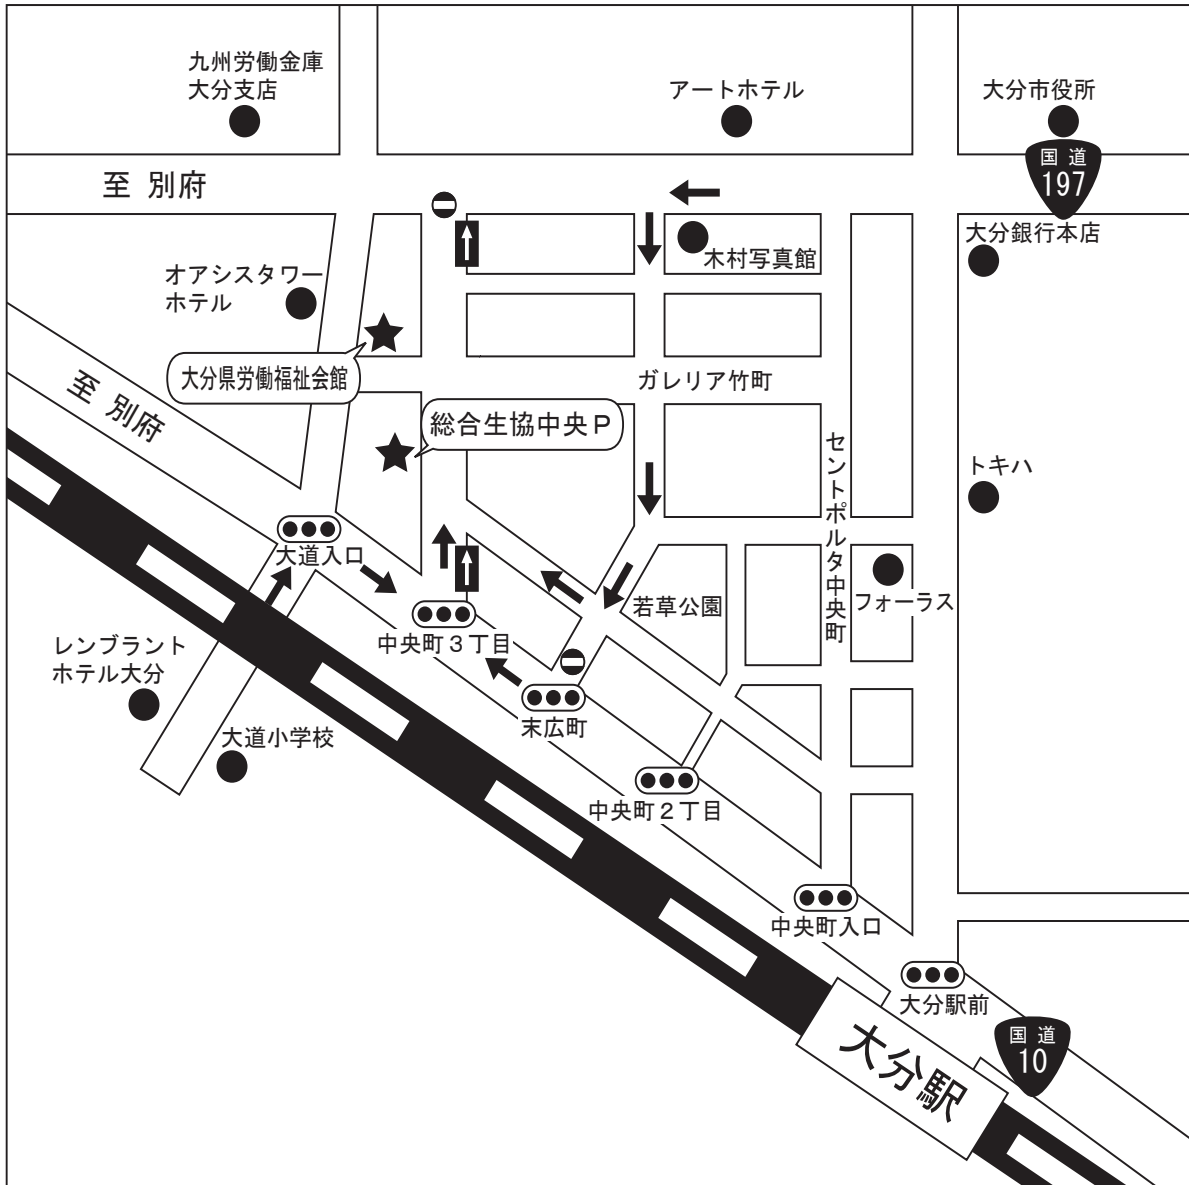 九州労働金庫
大分支店
アートホテル
大分市役所
国道
197
至 別府
大分銀行本店
木村写真館
オアシスタワー
ホテル
大分県労働福祉会館
ガレリア竹町
至 別府
総合生協中央P
セントポルタ中央町
トキハ
大道入口
フォーラス
若草公園
中央町3丁目
レンブラント
ホテル大分
末広町
大道小学校
中央町2丁目
中央町入口
大分駅前
国道
10
大分駅